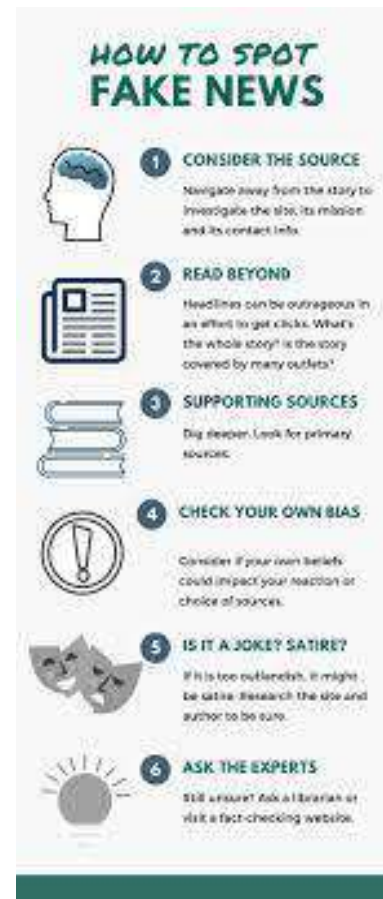 HOW TO SPOT
FAKE NEWS
1 CONSIDER THE SOURCE
Navigate away from the story to
investigate the site, its mission
and its contact info.
2 READ BEYOND
Headlines can be outrageous in
an effort to get clicks. What's
the whole story? Is the story
covered by many outlets?
3 SUPPORTING SOURCES
Dig deeper. Look for primary
sources.
4 CHECK YOUR OWN BIAS
Consider if your own beliefs
could impact your reaction or
choice of sources.
5 IS IT A JOKE? SATIRE?
If it is too outlandish, it might
be satire. Research the site and
author to be sure.
6 ASK THE EXPERTS
Still unsure? Ask a librarian or
visit a fact-checking website.